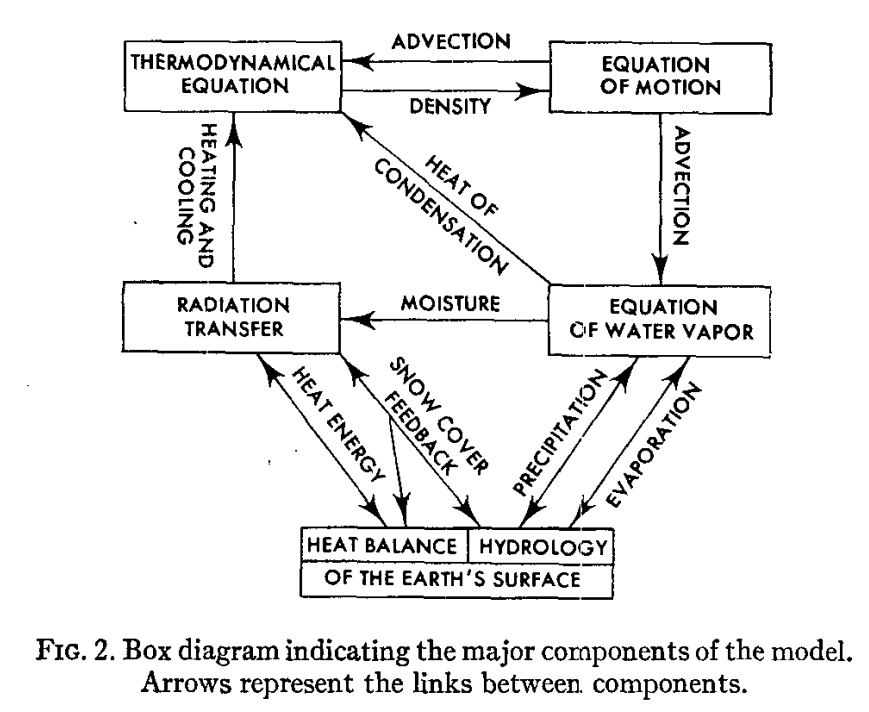 ADVECTION
THERMODYNAMICAL
EQUATION
EQUATION
OF MOTION
DENSITY
HEATING AND
COOLING
HEAT OF
CONDENSATION
ADVECTION
RADIATION
TRANSFER
MOISTURE
EQUATION
OF WATER VAPOR
HEAT ENERGY
SNOW COVER
FEEDBACK
PRECIPITATION
EVAPORATION
HEAT BALANCE
HYDROLOGY
OF THE EARTH'S SURFACE
FIG. 2. Box diagram indicating the major components of the model.
Arrows represent the links between components.